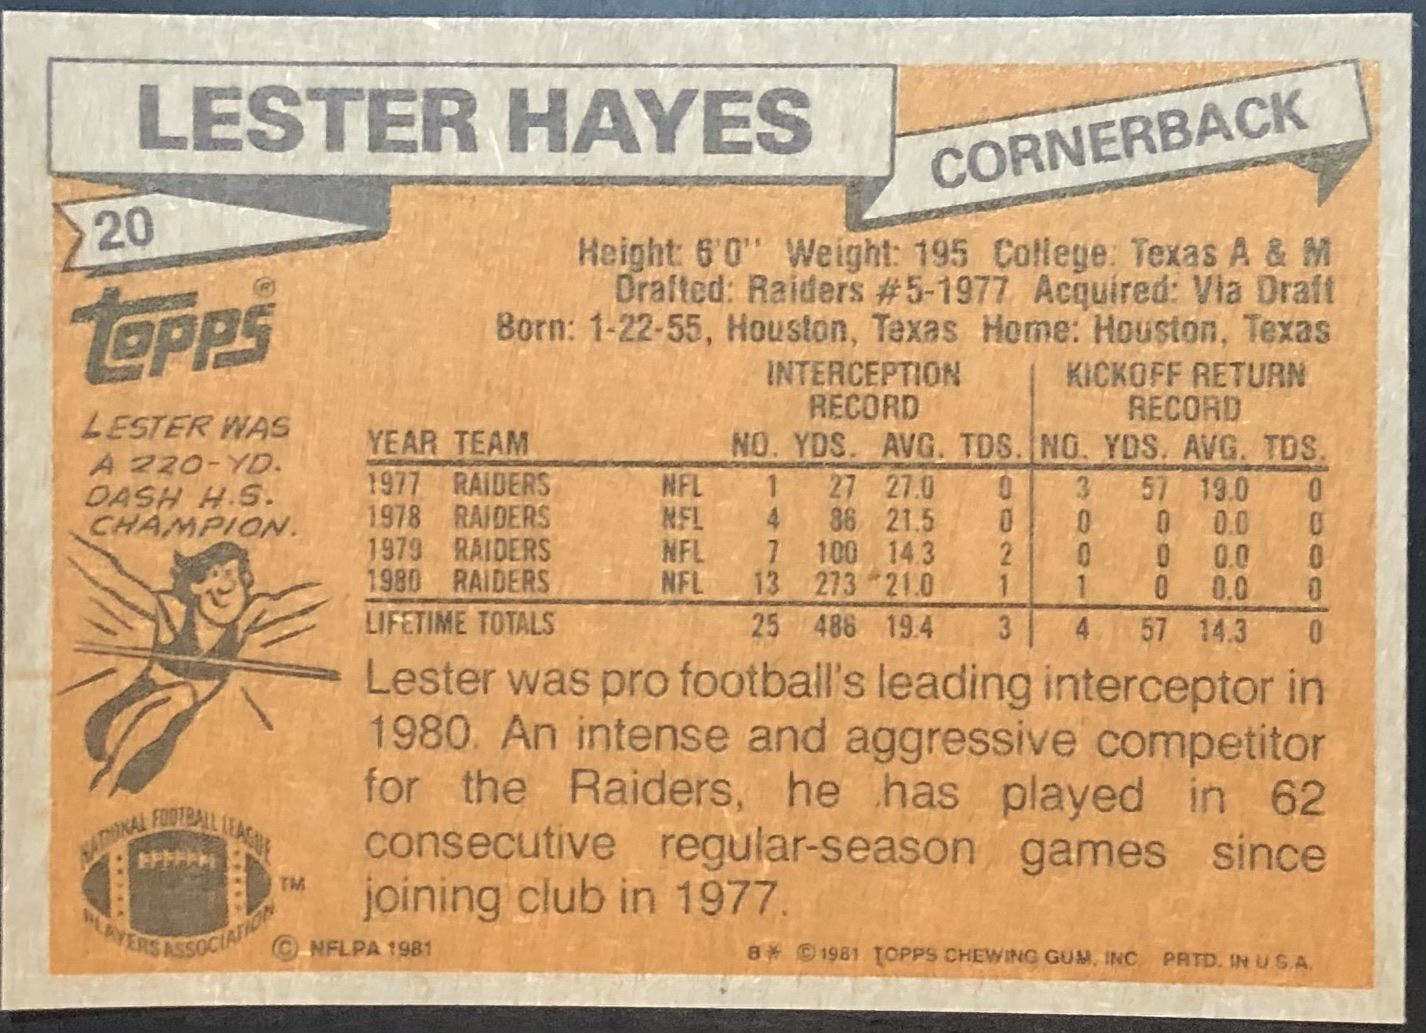 LESTER HAYES
CORNERBACK
20
topps®
Height: 6'0'' Weight: 195 College: Texas A & M
Drafted: Raiders #5-1977 Acquired: Via Draft
Born: 1-22-55, Houston, Texas Home: Houston, Texas
LESTER WAS
A 220-YD.
DASH H.S.
CHAMPION.
INTERCEPTION RECORD KICKOFF RETURN RECORD
YEAR TEAM NO. YDS. AVG. TDS. NO. YDS. AVG. TDS.
1977 RAIDERS NFL 1 27 27.0 0 3 57 19.0 0
1978 RAIDERS NFL 4 86 21.5 0 0 0 0.0 0
1979 RAIDERS NFL 7 100 14.3 2 0 0 0.0 0
1980 RAIDERS NFL 13 273 21.0 1 1 0 0.0 0
LIFETIME TOTALS 25 486 19.4 3 4 57 14.3 0
Lester was pro football's leading interceptor in
1980. An intense and aggressive competitor
for the Raiders, he has played in 62
consecutive regular-season games since
joining club in 1977.
NATIONAL FOOTBALL LEAGUE
PLAYERS ASSOCIATION
TM
© NFLPA 1981
8* © 1981 TOPPS CHEWING GUM, INC. PRTD. IN U.S.A.